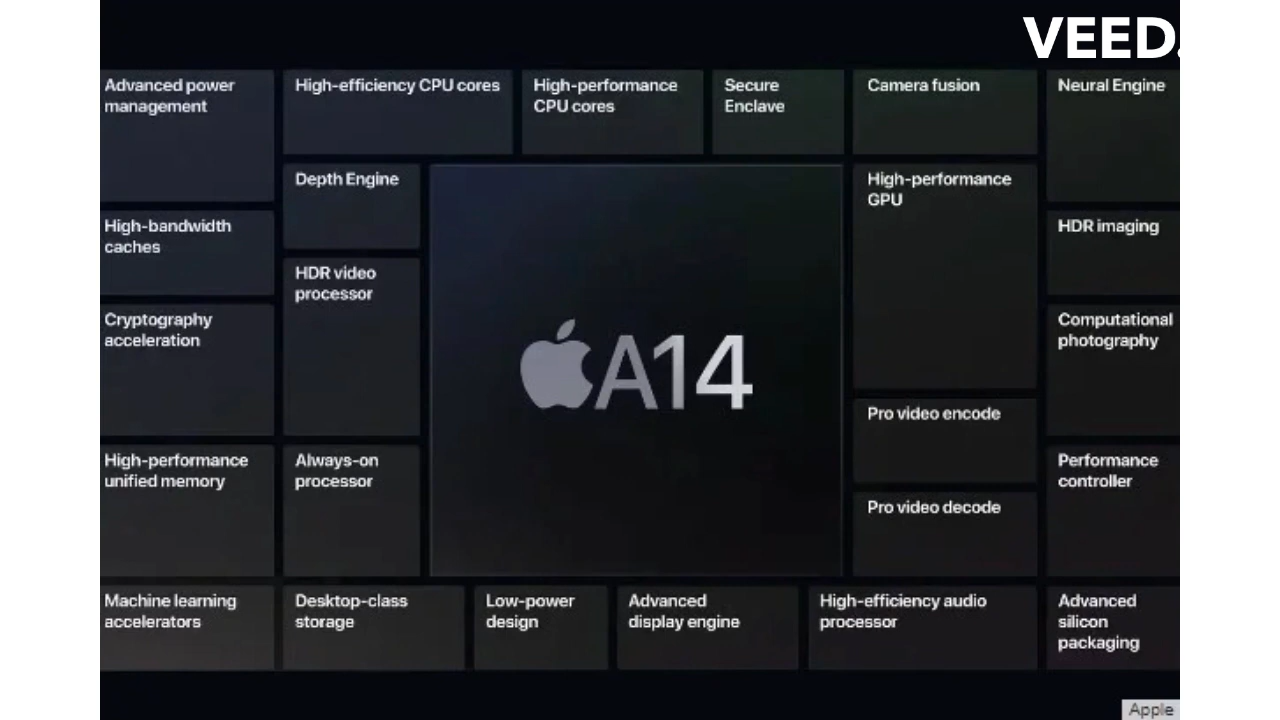 VEED.
Advanced power
management
High-efficiency CPU cores
High-performance
CPU cores
Secure
Enclave
Camera fusion
Neural Engine
Depth Engine
High-performance
GPU
High-bandwidth
caches
HDR imaging
HDR video
processor
Cryptography
acceleration
A14
Computational
photography
Pro video encode
High-performance
unified memory
Always-on
processor
Performance
controller
Pro video decode
Machine learning
accelerators
Desktop-class
storage
Low-power
design
Advanced
display engine
High-efficiency audio
processor
Advanced
silicon
packaging
Apple